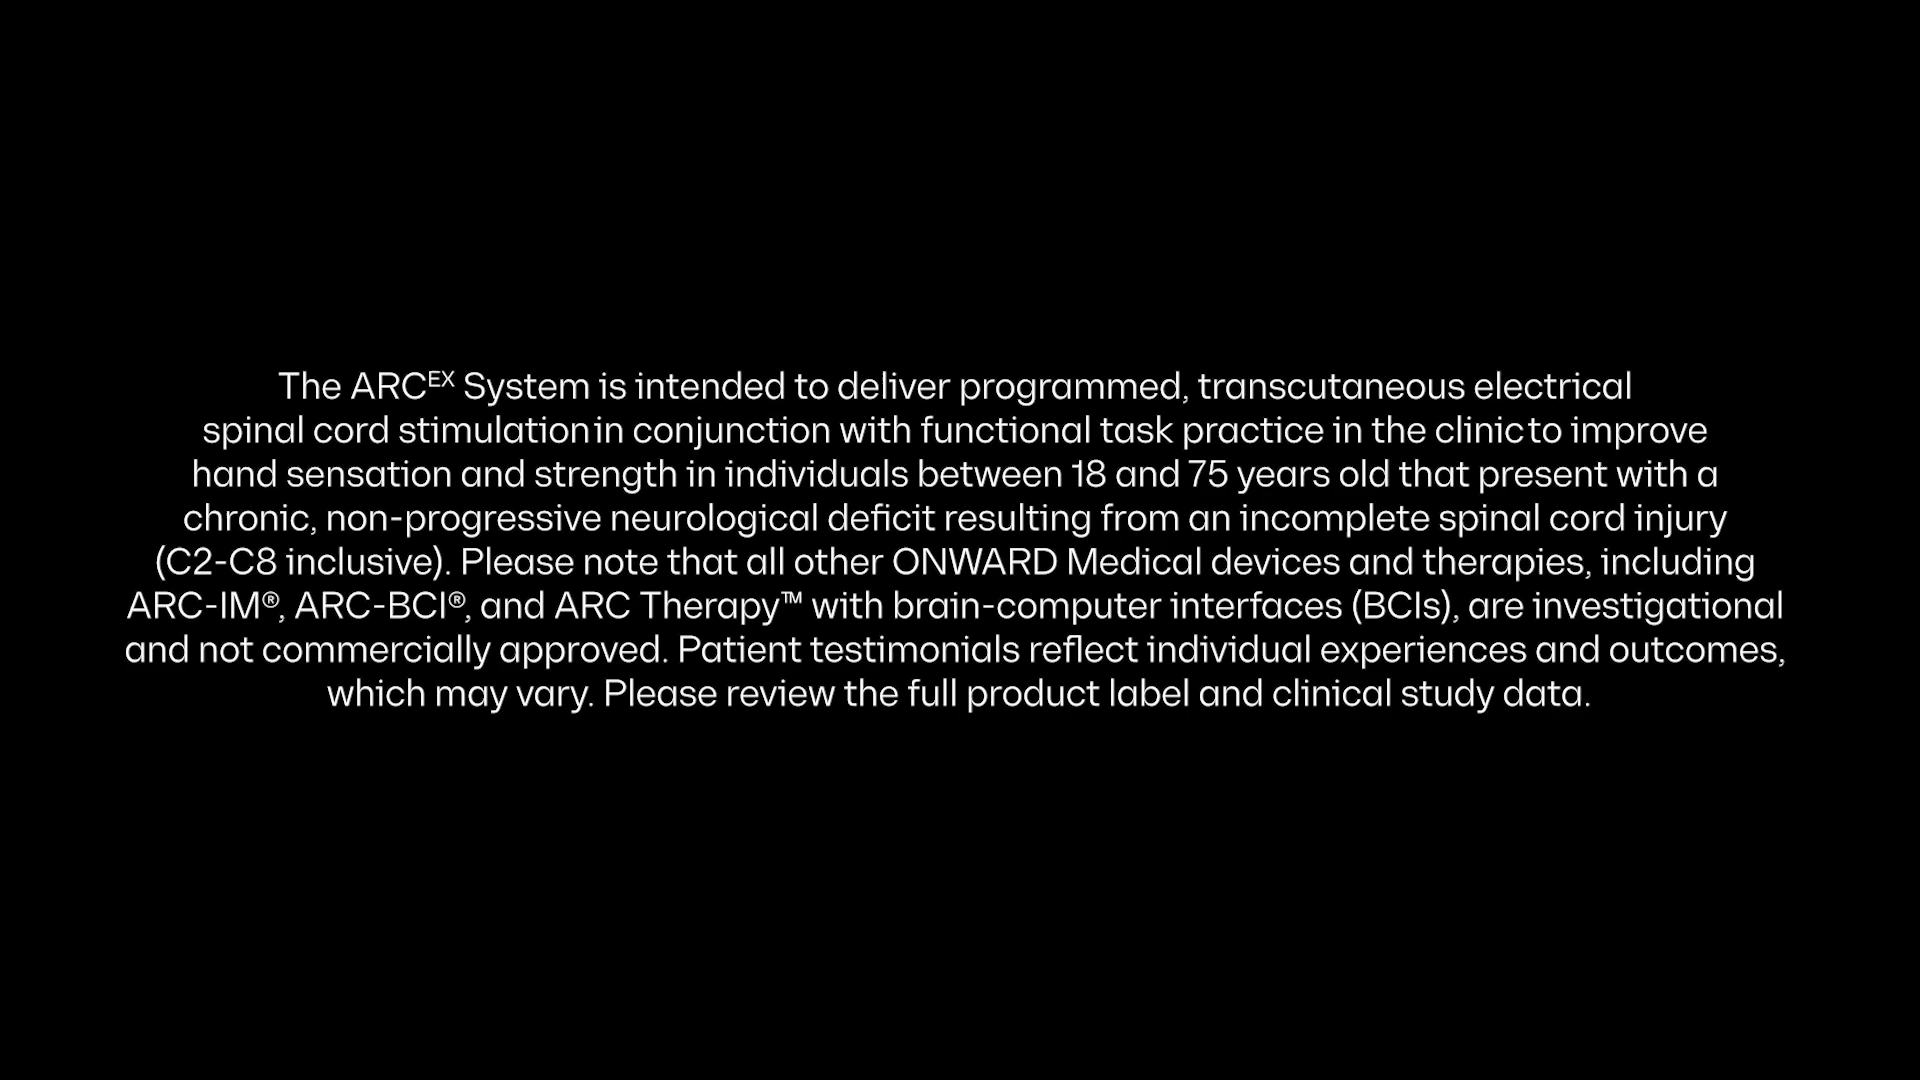 The ARCᴱˣ System is intended to deliver programmed, transcutaneous electrical
spinal cord stimulation in conjunction with functional task practice in the clinic to improve
hand sensation and strength in individuals between 18 and 75 years old that present with a
chronic, non-progressive neurological deficit resulting from an incomplete spinal cord injury
(C2-C8 inclusive). Please note that all other ONWARD Medical devices and therapies, including
ARC-IM®, ARC-BCI®, and ARC Therapy™ with brain-computer interfaces (BCIs), are investigational
and not commercially approved. Patient testimonials reflect individual experiences and outcomes,
which may vary. Please review the full product label and clinical study data.